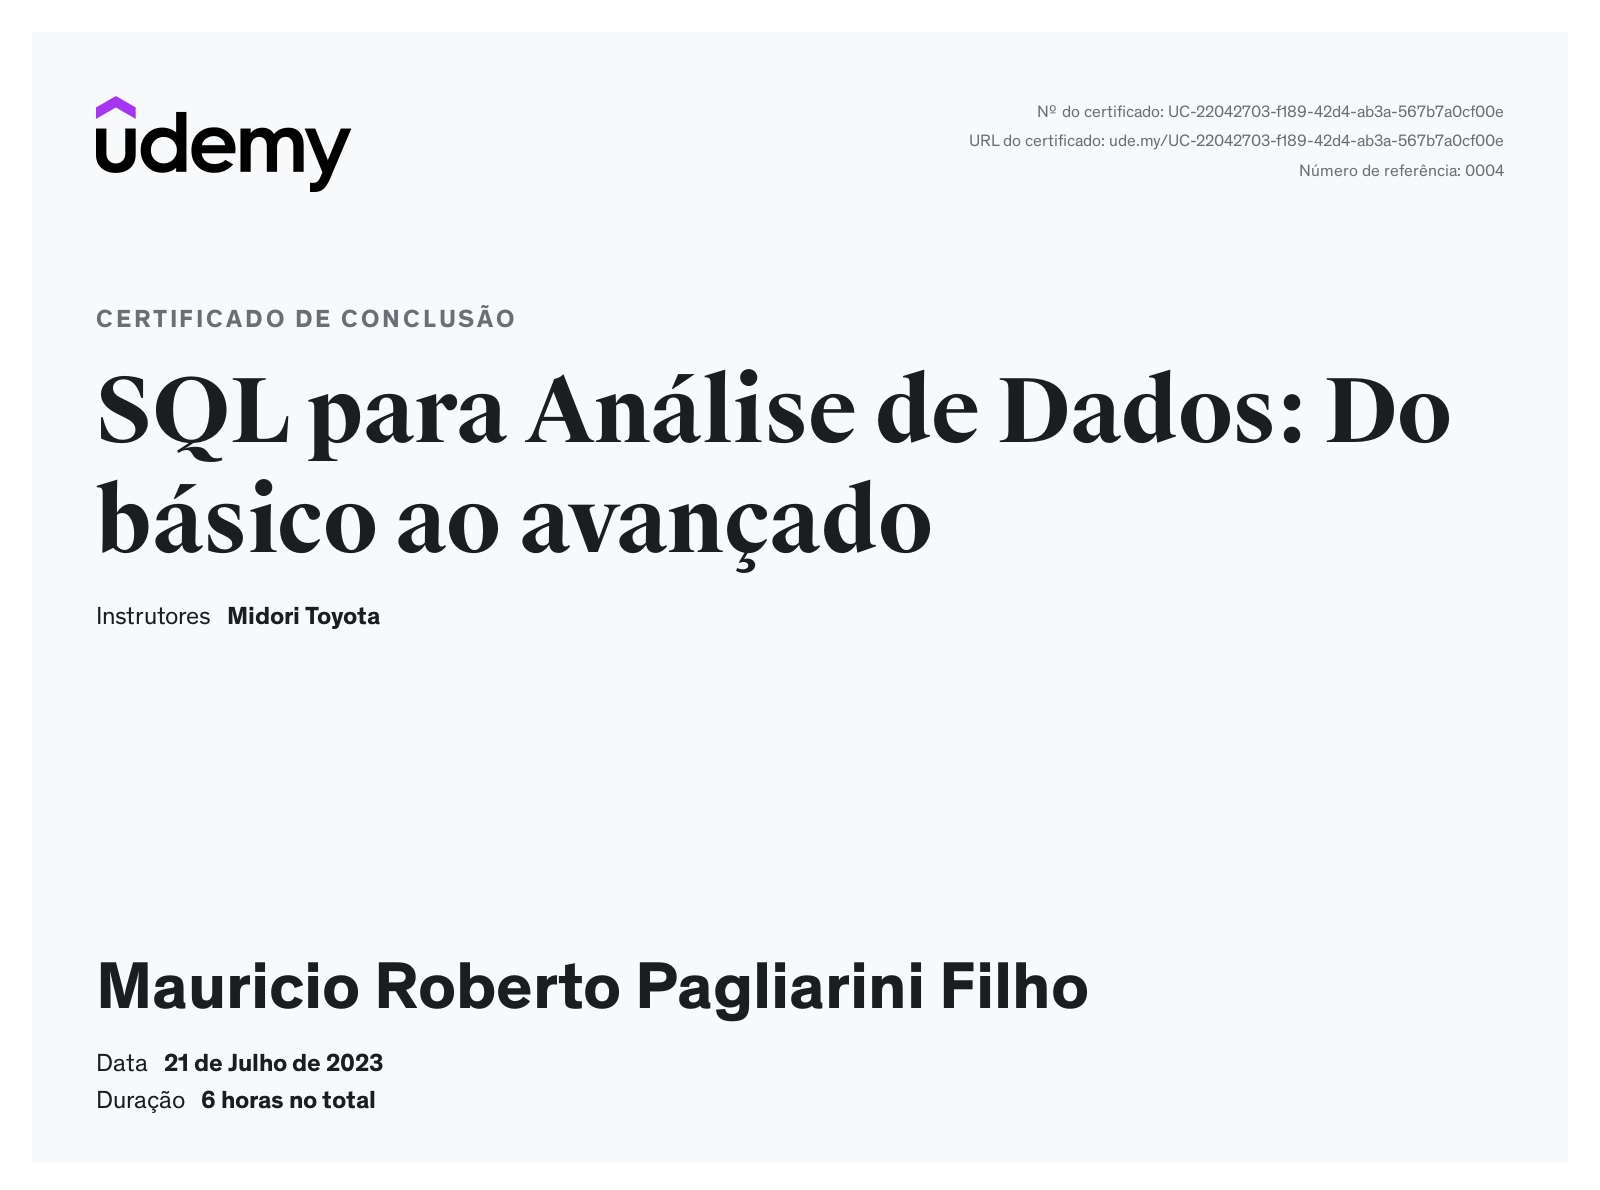 udemy
Nº do certificado: UC-22042703-f189-42d4-ab3a-567b7a0cf00e
URL do certificado: ude.my/UC-22042703-f189-42d4-ab3a-567b7a0cf00e
Número de referência: 0004
CERTIFICADO DE CONCLUSÃO
SQL para Análise de Dados: Do
básico ao avançado
Instrutores Midori Toyota
Mauricio Roberto Pagliarini Filho
Data 21 de Julho de 2023
Duração 6 horas no total